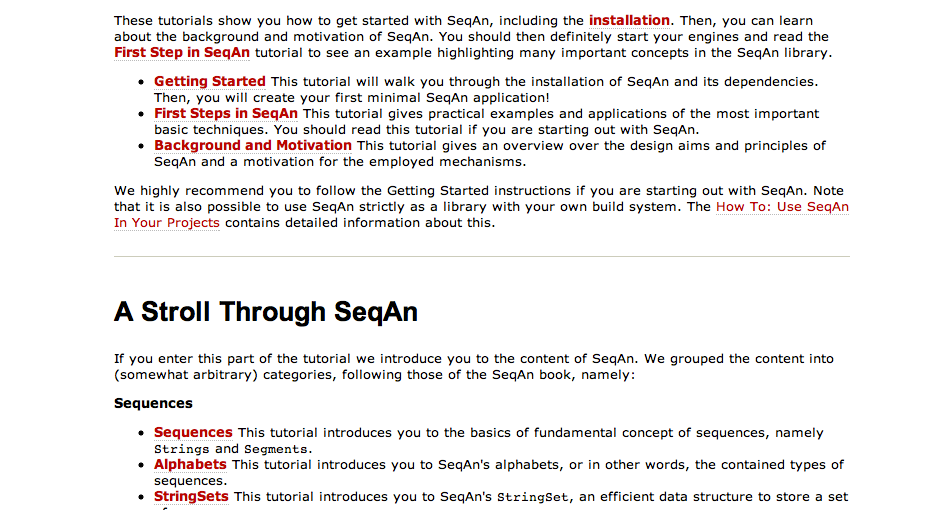 These tutorials show you how to get started with SeqAn, including the installation. Then, you can learn
about the background and motivation of SeqAn. You should then definitely start your engines and read the
First Step in SeqAn tutorial to see an example highlighting many important concepts in the SeqAn library.
• Getting Started This tutorial will walk you through the installation of SeqAn and its dependencies.
Then, you will create your first minimal SeqAn application!
• First Steps in SeqAn This tutorial gives practical examples and applications of the most important
basic techniques. You should read this tutorial if you are starting out with SeqAn.
• Background and Motivation This tutorial gives an overview over the design aims and principles of
SeqAn and a motivation for the employed mechanisms.
We highly recommend you to follow the Getting Started instructions if you are starting out with SeqAn. Note
that it is also possible to use SeqAn strictly as a library with your own build system. The How To: Use SeqAn
In Your Projects contains detailed information about this.
A Stroll Through SeqAn
If you enter this part of the tutorial we introduce you to the content of SeqAn. We grouped the content into
(somewhat arbitrary) categories, following those of the SeqAn book, namely:
Sequences
• Sequences This tutorial introduces you to the basics of fundamental concept of sequences, namely
Strings and Segments.
• Alphabets This tutorial introduces you to SeqAn's alphabets, or in other words, the contained types of
sequences.
• StringSets This tutorial introduces you to SeqAn's StringSet, an efficient data structure to store a set